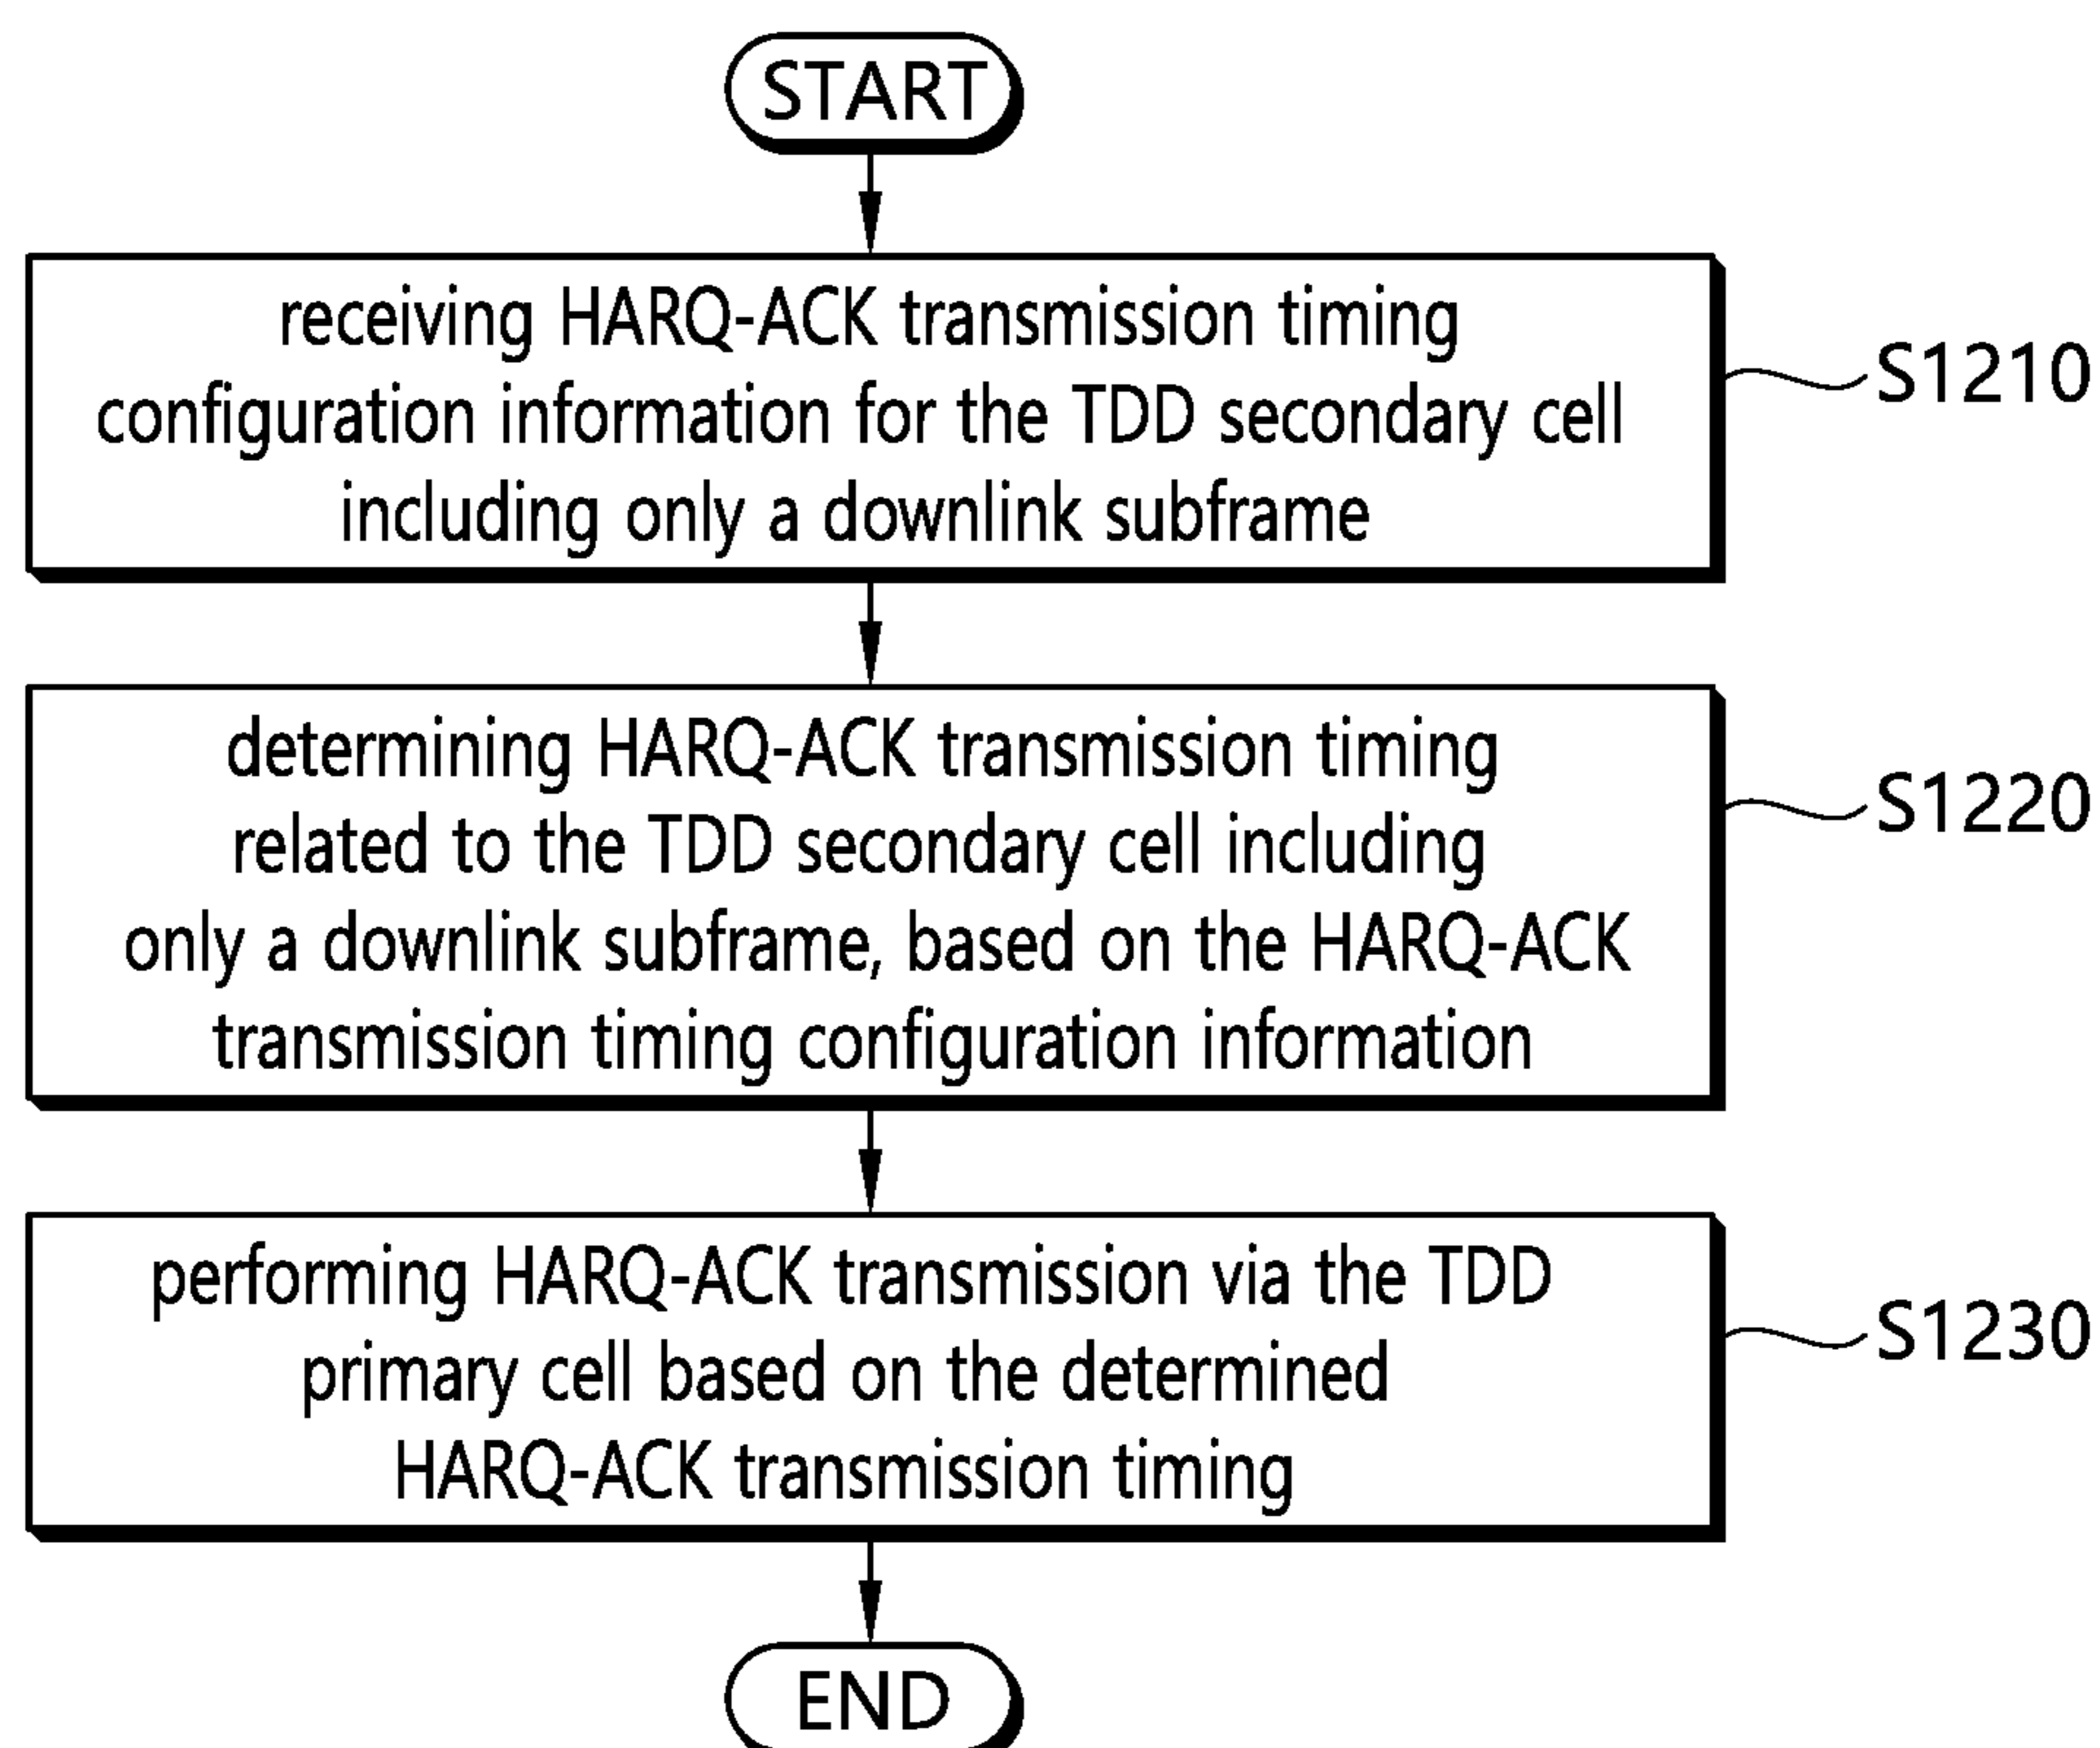 START
receiving HARQ-ACK transmission timing
configuration information for the TDD secondary cell
including only a downlink subframe
S1210
determining HARQ-ACK transmission timing
related to the TDD secondary cell including
only a downlink subframe, based on the HARQ-ACK
transmission timing configuration information
S1220
performing HARQ-ACK transmission via the TDD
primary cell based on the determined
HARQ-ACK transmission timing
S1230
END